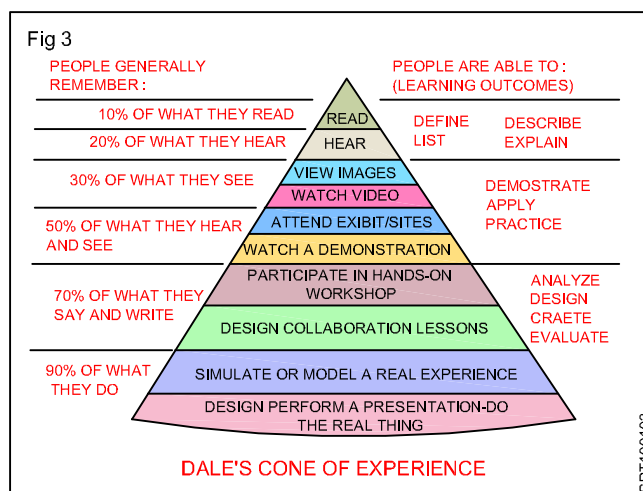 Fig 3
PEOPLE GENERALLY
REMEMBER :
10% OF WHAT THEY READ
20% OF WHAT THEY HEAR
30% OF WHAT THEY SEE
50% OF WHAT THEY HEAR
AND SEE
70% OF WHAT THEY
SAY AND WRITE
90% OF WHAT
THEY DO
READ
HEAR
VIEW IMAGES
WATCH VIDEO
ATTEND EXIBIT/SITES
WATCH A DEMONSTRATION
PARTICIPATE IN HANDS-ON
WORKSHOP
DESIGN COLLABORATION LESSONS
SIMULATE OR MODEL A REAL EXPERIENCE
DESIGN PERFORM A PRESENTATION-DO
THE REAL THING
PEOPLE ARE ABLE TO :
(LEARNING OUTCOMES)
DEFINE
LIST
DESCRIBE
EXPLAIN
DEMOSTRATE
APPLY
PRACTICE
ANALYZE
DESIGN
CRAETE
EVALUATE
DALE'S CONE OF EXPERIENCE